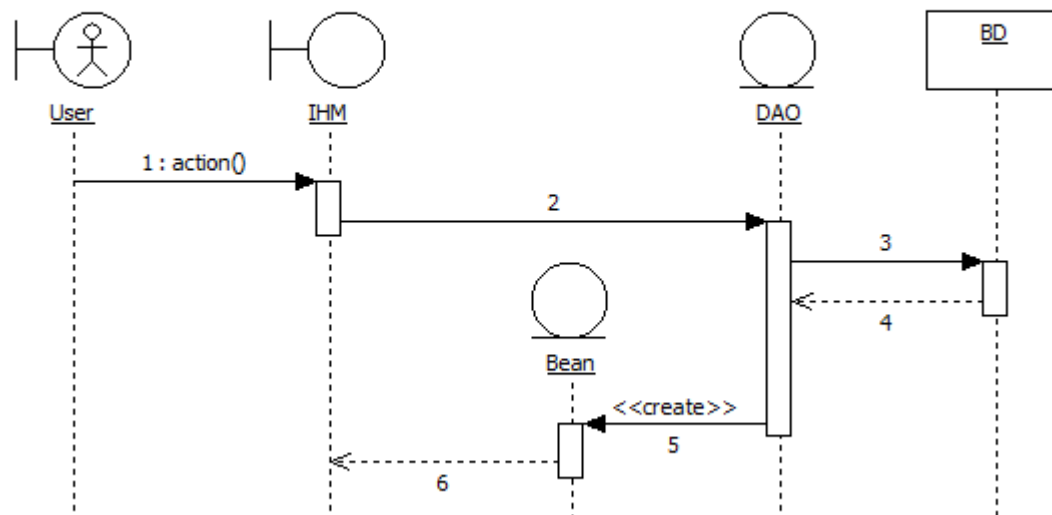 BD
User
IHM
DAO
1 : action()
2
3
4
Bean
<<create>>
5
6